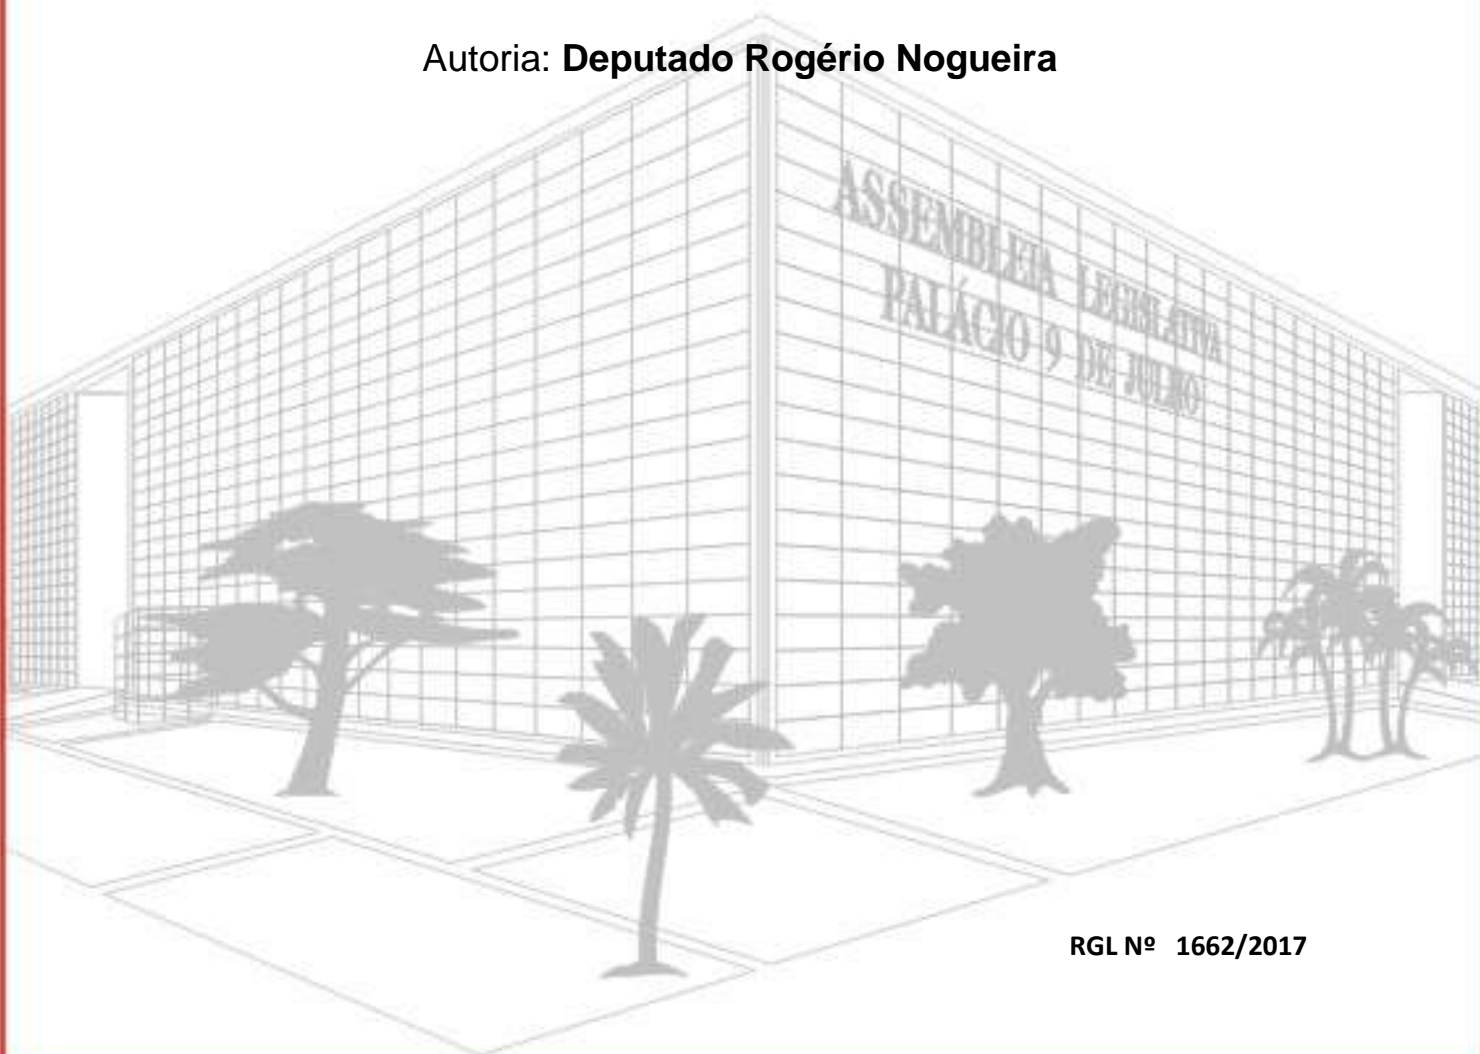 Autoria: Deputado Rogério Nogueira
ASSEMBLEIA LEGISLATIVA
PALÁCIO 9 DE JULHO
RGL Nº 1662/2017